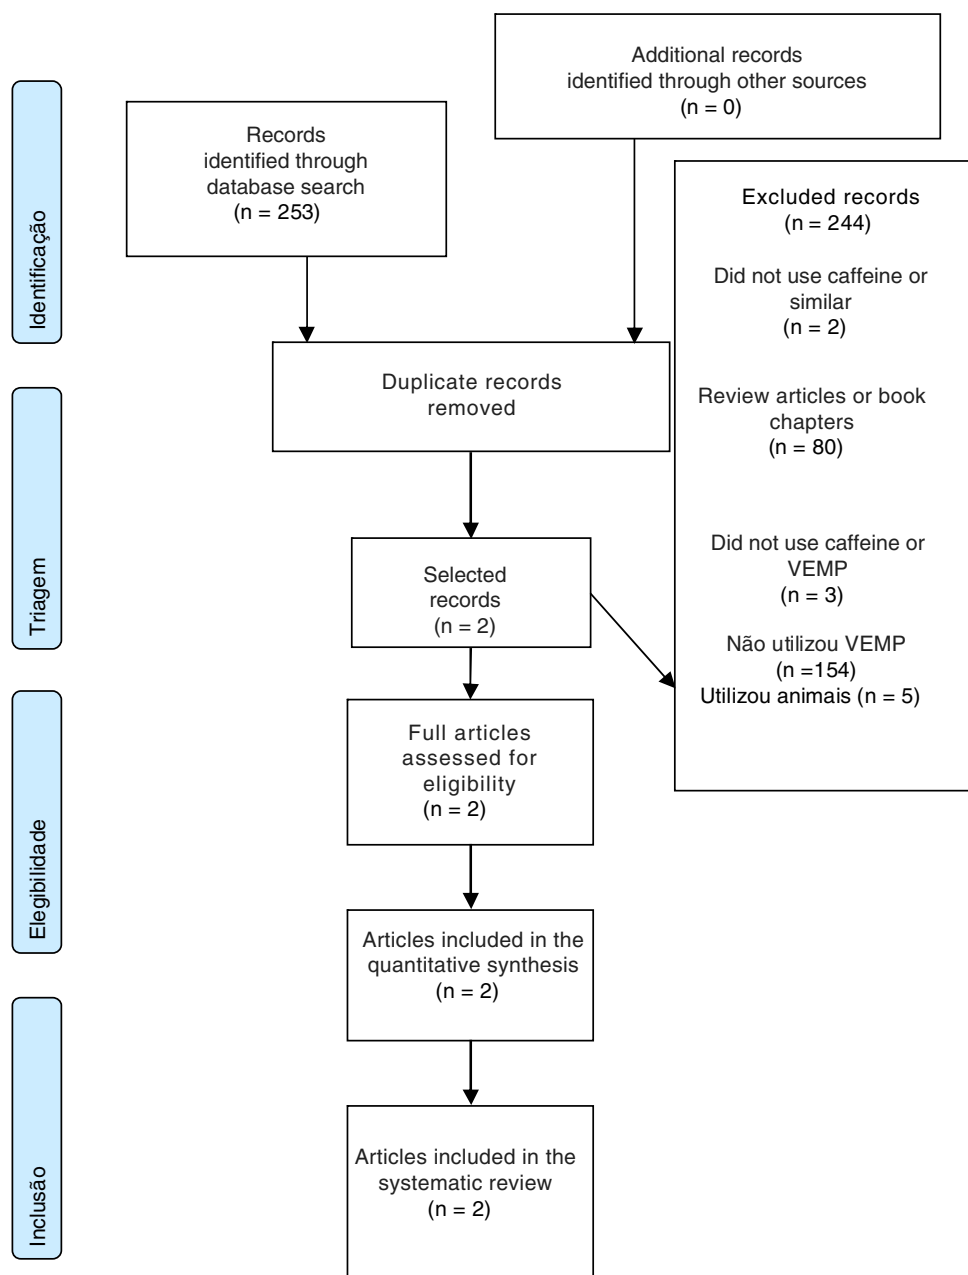 Additional records
identified through other sources
(n = 0)
Records
identified through
database search
(n = 253)
Identificação
Excluded records
(n = 244)
Did not use caffeine or
similar
(n = 2)
Review articles or book
chapters
(n = 80)
Did not use caffeine or
VEMP
(n = 3)
Não utilizou VEMP
(n =154)
Utilizou animais (n = 5)
Duplicate records
removed
Triagem
Selected
records
(n = 2)
Full articles
assessed for
eligibility
(n = 2)
Elegibilidade
Articles included in the
quantitative synthesis
(n = 2)
Inclusão
Articles included in the
systematic review
(n = 2)